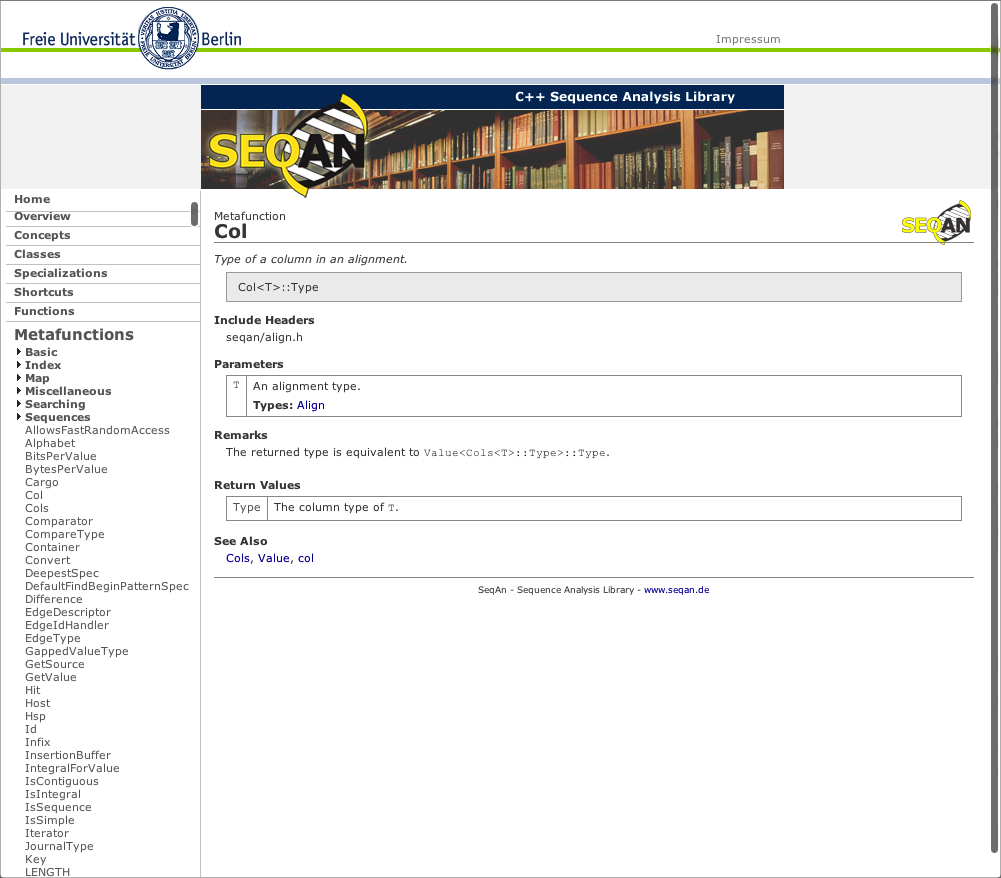 Freie Universität Berlin
Impressum
C++ Sequence Analysis Library
SEQAN
Home
Overview
Concepts
Classes
Specializations
Shortcuts
Functions
Metafunctions
Basic
Index
Map
Miscellaneous
Searching
Sequences
AllowsFastRandomAccess
Alphabet
BitsPerValue
BytesPerValue
Cargo
Col
Cols
Comparator
CompareType
Container
Convert
DeepestSpec
DefaultFindBeginPatternSpec
Difference
EdgeDescriptor
EdgeIdHandler
EdgeType
GappedValueType
GetSource
GetValue
Hit
Host
Hsp
Id
Infix
InsertionBuffer
IntegralForValue
IsContiguous
IsIntegral
IsSequence
IsSimple
Iterator
JournalType
Key
LENGTH
Metafunction
Col
SEQAN
Type of a column in an alignment.
Col<T>::Type
Include Headers
seqan/align.h
Parameters
T An alignment type.
Types: Align
Remarks
The returned type is equivalent to Value<Cols<T>::Type>::Type.
Return Values
Type The column type of T.
See Also
Cols, Value, col
SeqAn - Sequence Analysis Library - www.seqan.de